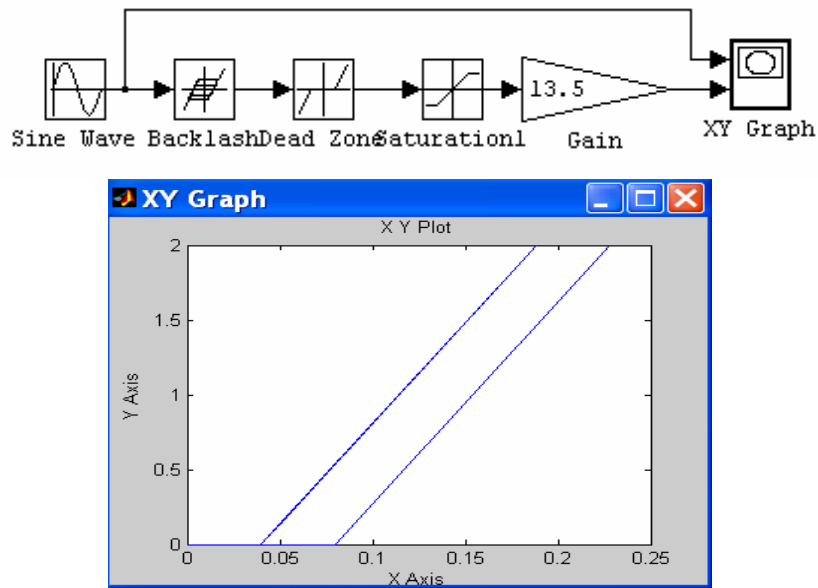 13.5
Sine Wave Backlash Dead Zone Saturation1 Gain XY Graph
XY Graph
X Y Plot
2
1.5
1
0.5
0
Y Axis
0 0.05 0.1 0.15 0.2 0.25
X Axis